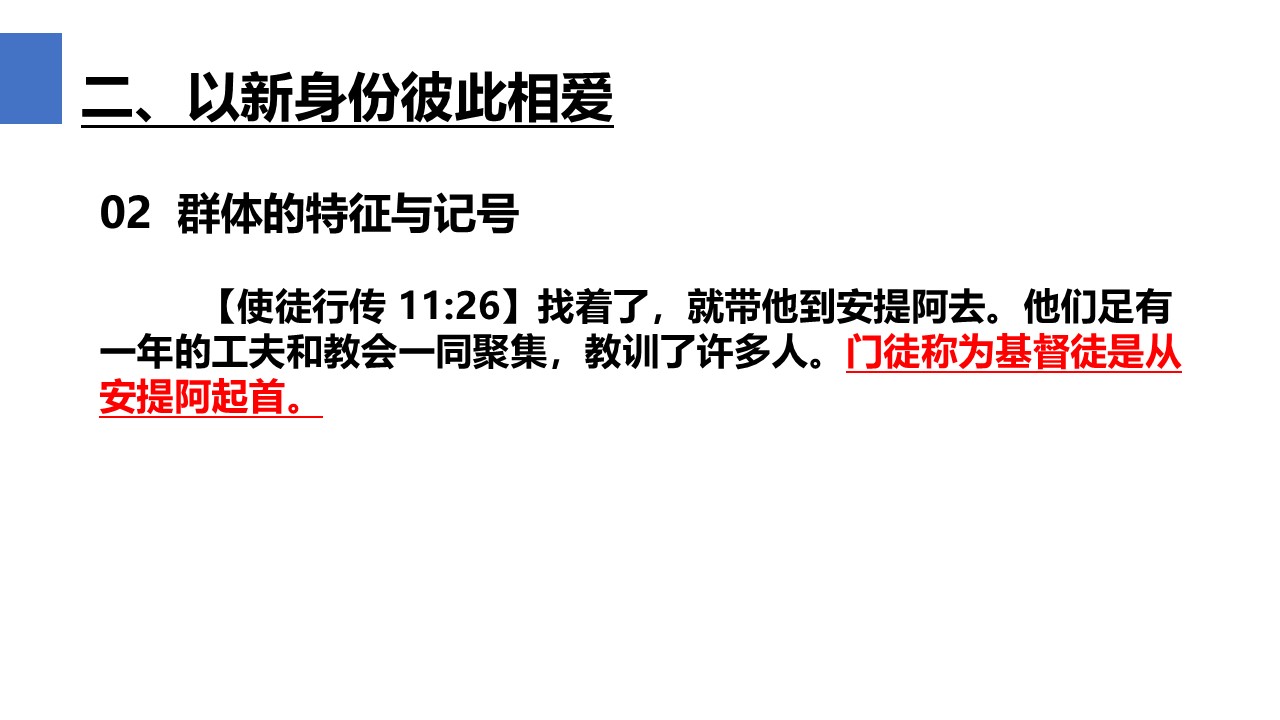 二、以新身份彼此相爱
02 群体的特征与记号
【使徒行传 11:26】找着了，就带他到安提阿去。他们足有
一年的工夫和教会一同聚集，教训了许多人。门徒称为基督徒是从
安提阿起首。